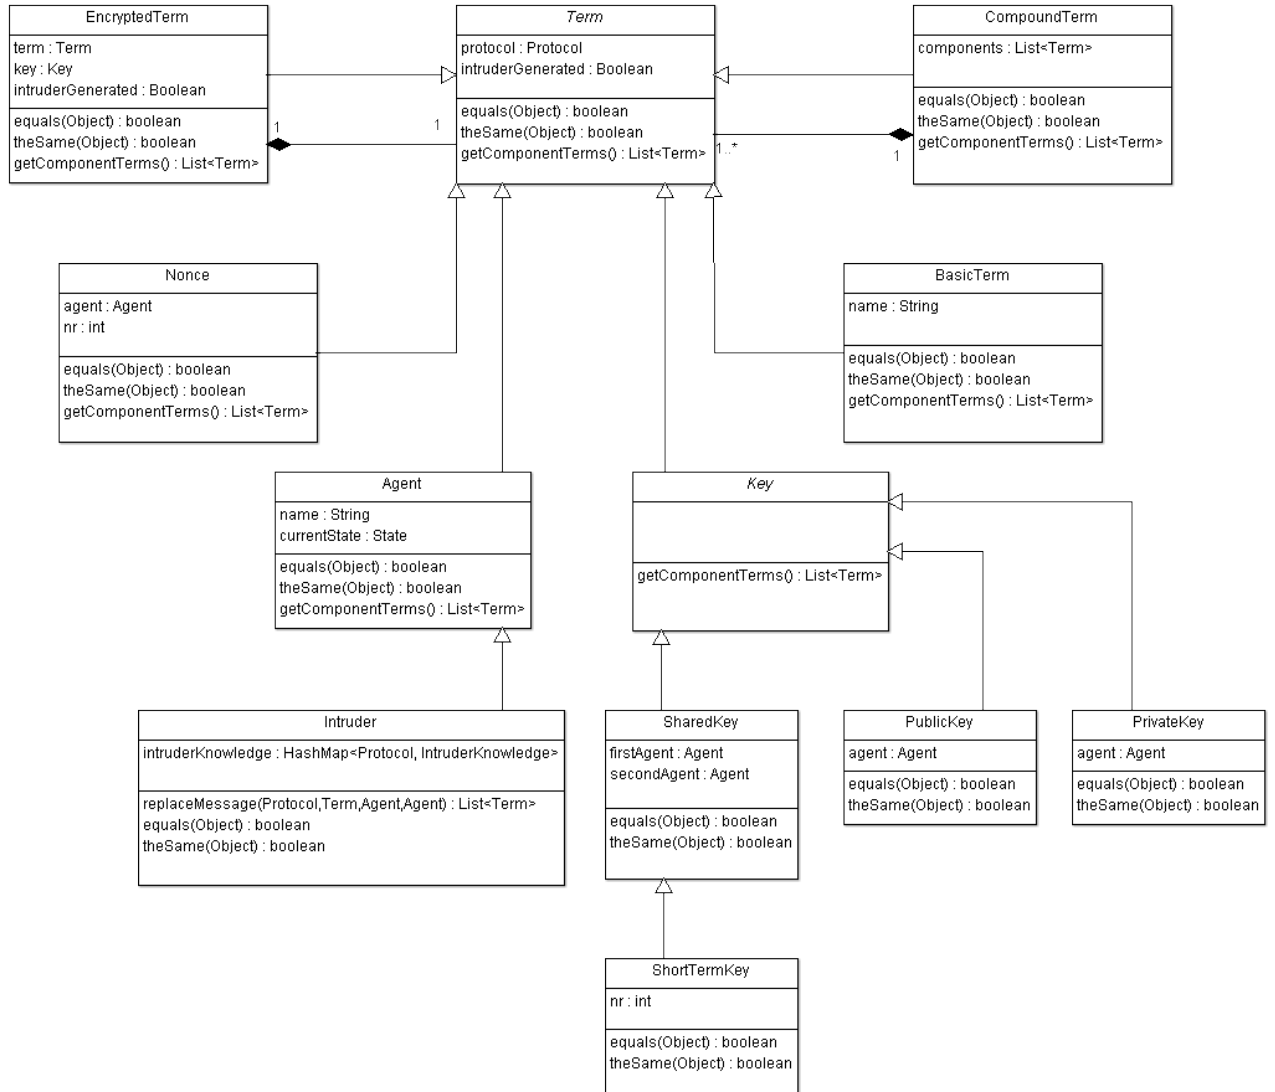 EncryptedTerm
term : Term
key : Key
intruderGenerated : Boolean
equals(Object) : boolean
theSame(Object) : boolean
getComponentTerms() : List<Term>
1
1
Term
protocol : Protocol
intruderGenerated : Boolean
equals(Object) : boolean
theSame(Object) : boolean
getComponentTerms() : List<Term>
1..*
1
CompoundTerm
components : List<Term>
equals(Object) : boolean
theSame(Object) : boolean
getComponentTerms() : List<Term>
Nonce
agent : Agent
nr : int
equals(Object) : boolean
theSame(Object) : boolean
getComponentTerms() : List<Term>
BasicTerm
name : String
equals(Object) : boolean
theSame(Object) : boolean
getComponentTerms() : List<Term>
Agent
name : String
currentState : State
equals(Object) : boolean
theSame(Object) : boolean
getComponentTerms() : List<Term>
Key
getComponentTerms() : List<Term>
Intruder
intruderKnowledge : HashMap<Protocol, IntruderKnowledge>
replaceMessage(Protocol,Term,Agent,Agent) : List<Term>
equals(Object) : boolean
theSame(Object) : boolean
SharedKey
firstAgent : Agent
secondAgent : Agent
equals(Object) : boolean
theSame(Object) : boolean
PublicKey
agent : Agent
equals(Object) : boolean
theSame(Object) : boolean
PrivateKey
agent : Agent
equals(Object) : boolean
theSame(Object) : boolean
ShortTermKey
nr : int
equals(Object) : boolean
theSame(Object) : boolean